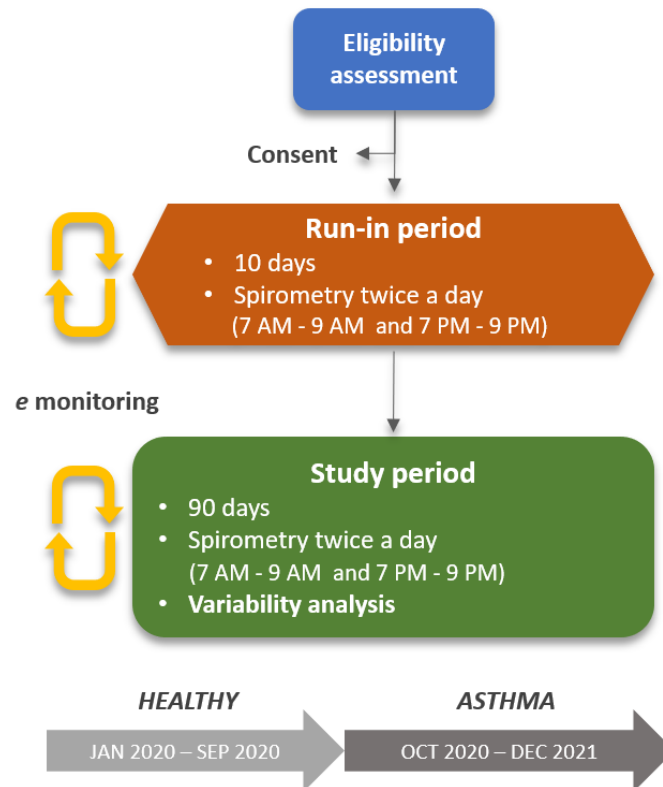 Eligibility
assessment
Consent
Run-in period
• 10 days
• Spirometry twice a day
(7 AM - 9 AM and 7 PM - 9 PM)
e monitoring
Study period
• 90 days
• Spirometry twice a day
(7 AM - 9 AM and 7 PM - 9 PM)
• Variability analysis
HEALTHY
ASTHMA
JAN 2020 – SEP 2020
OCT 2020 – DEC 2021